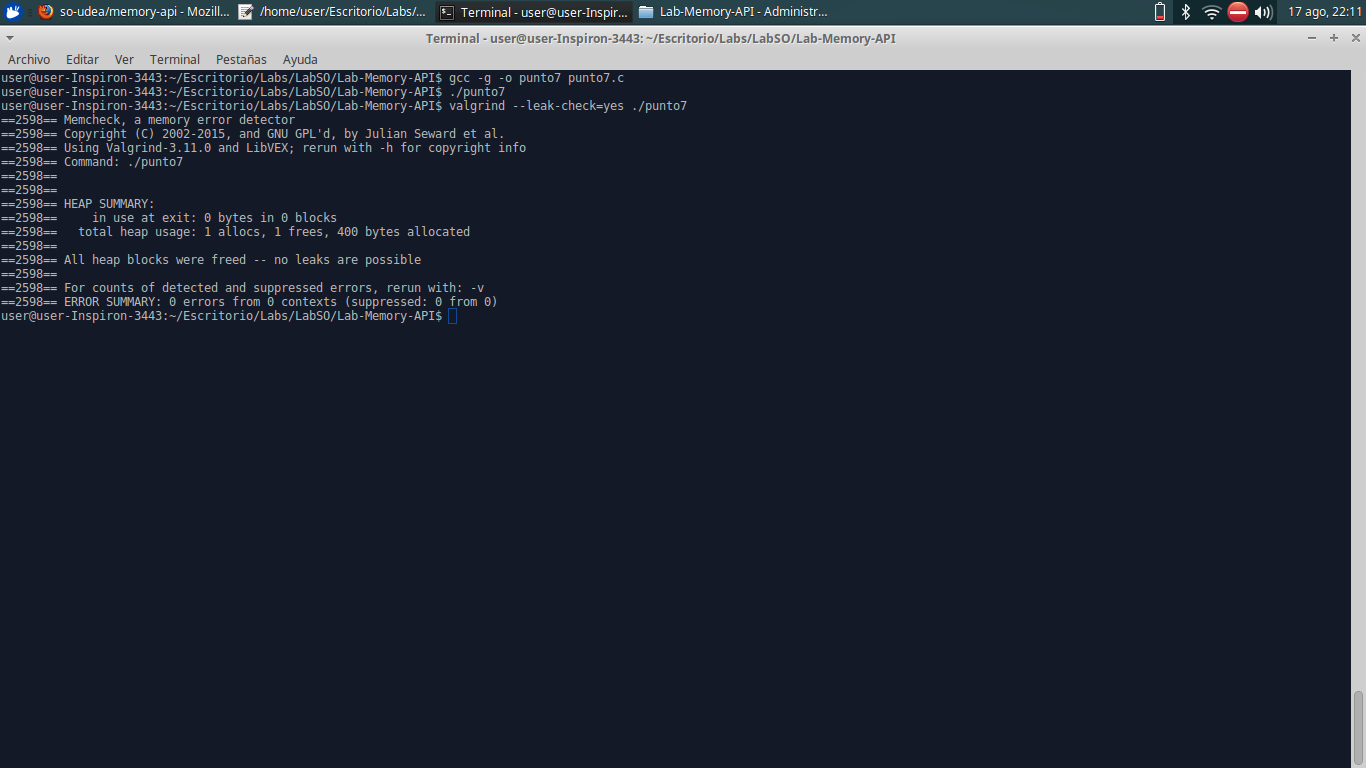 so-udea/memory-api - Mozill... /home/user/Escritorio/Labs/... Terminal - user@user-Inspir... Lab-Memory-API - Administr... 17 ago, 22:11
Terminal - user@user-Inspiron-3443: ~/Escritorio/Labs/LabSO/Lab-Memory-API
Archivo Editar Ver Terminal Pestañas Ayuda
user@user-Inspiron-3443:~/Escritorio/Labs/LabSO/Lab-Memory-API$ gcc -g -o punto7 punto7.c
user@user-Inspiron-3443:~/Escritorio/Labs/LabSO/Lab-Memory-API$ ./punto7
user@user-Inspiron-3443:~/Escritorio/Labs/LabSO/Lab-Memory-API$ valgrind --leak-check=yes ./punto7
==2598== Memcheck, a memory error detector
==2598== Copyright (C) 2002-2015, and GNU GPL'd, by Julian Seward et al.
==2598== Using Valgrind-3.11.0 and LibVEX; rerun with -h for copyright info
==2598== Command: ./punto7
==2598==
==2598==
==2598== HEAP SUMMARY:
==2598==     in use at exit: 0 bytes in 0 blocks
==2598==   total heap usage: 1 allocs, 1 frees, 400 bytes allocated
==2598==
==2598== All heap blocks were freed -- no leaks are possible
==2598==
==2598== For counts of detected and suppressed errors, rerun with: -v
==2598== ERROR SUMMARY: 0 errors from 0 contexts (suppressed: 0 from 0)
user@user-Inspiron-3443:~/Escritorio/Labs/LabSO/Lab-Memory-API$